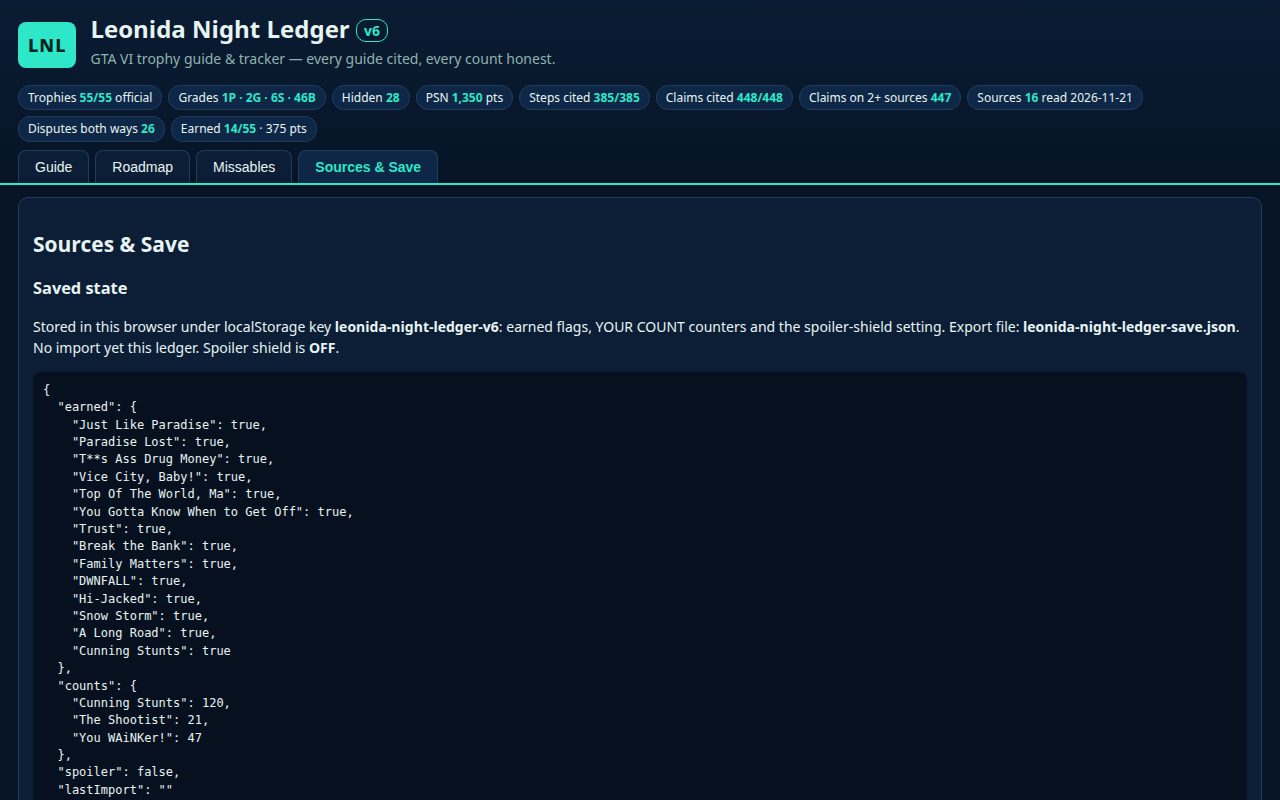 LNL
Leonida Night Ledger v6
GTA VI trophy guide & tracker — every guide cited, every count honest.
Trophies 55/55 official
Grades 1P · 2G · 6S · 46B
Hidden 28
PSN 1,350 pts
Steps cited 385/385
Claims cited 448/448
Claims on 2+ sources 447
Sources 16 read 2026-11-21
Disputes both ways 26
Earned 14/55 · 375 pts
Guide
Roadmap
Missables
Sources & Save
Sources & Save
Saved state
Stored in this browser under localStorage key leonida-night-ledger-v6: earned flags, YOUR COUNT counters and the spoiler-shield setting. Export file: leonida-night-ledger-save.json.
No import yet this ledger. Spoiler shield is OFF.
{
  "earned": {
    "Just Like Paradise": true,
    "Paradise Lost": true,
    "T**s Ass Drug Money": true,
    "Vice City, Baby!": true,
    "Top Of The World, Ma": true,
    "You Gotta Know When to Get Off": true,
    "Trust": true,
    "Break the Bank": true,
    "Family Matters": true,
    "DWNFALL": true,
    "Hi-Jacked": true,
    "Snow Storm": true,
    "A Long Road": true,
    "Cunning Stunts": true
  },
  "counts": {
    "Cunning Stunts": 120,
    "The Shootist": 21,
    "You WAiNKer!": 47
  },
  "spoiler": false,
  "lastImport": ""